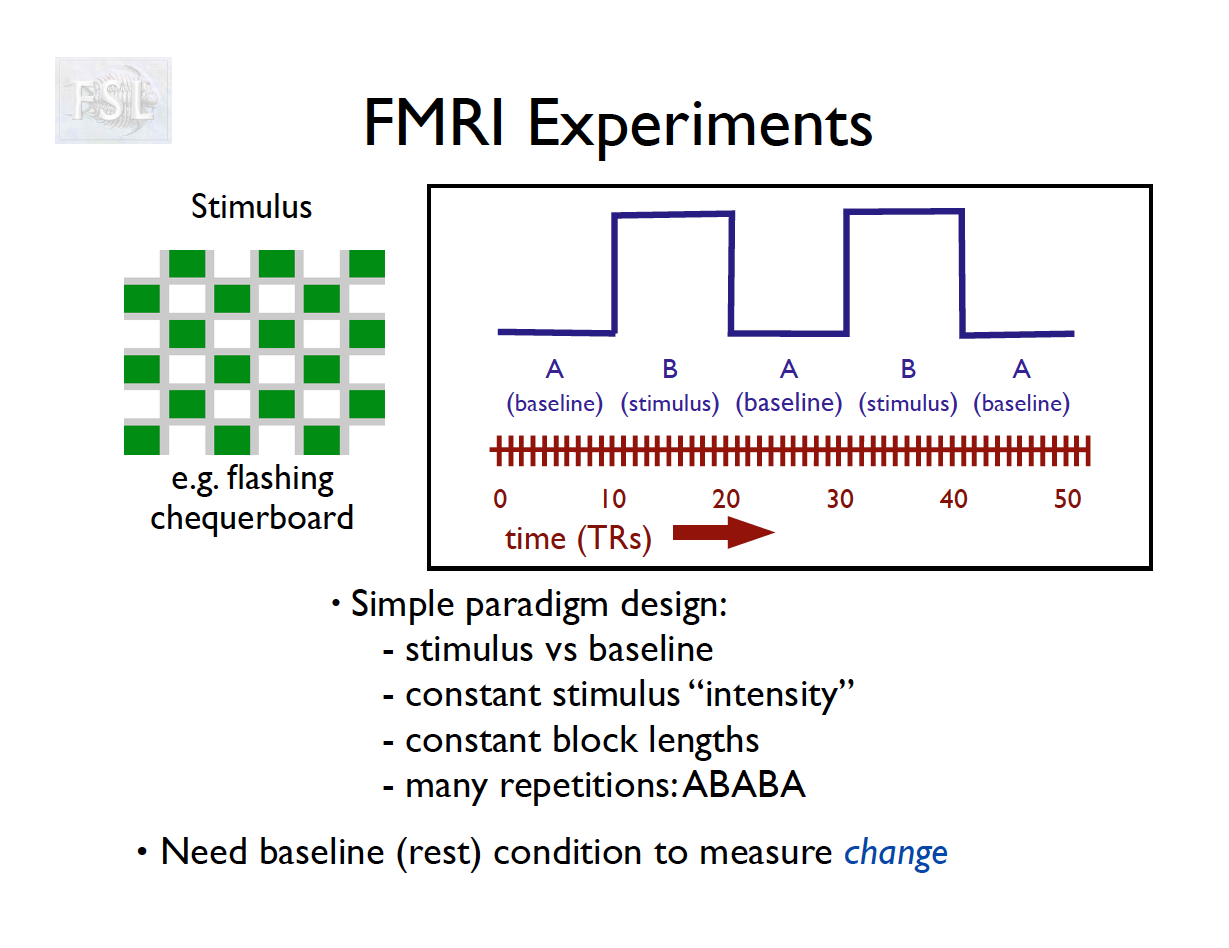 FSL
FMRI Experiments
Stimulus
e.g. flashing
chequerboard
A B A B A
(baseline) (stimulus) (baseline) (stimulus) (baseline)
0 10 20 30 40 50
time (TRs)
• Simple paradigm design:
- stimulus vs baseline
- constant stimulus “intensity”
- constant block lengths
- many repetitions: ABABA
• Need baseline (rest) condition to measure change